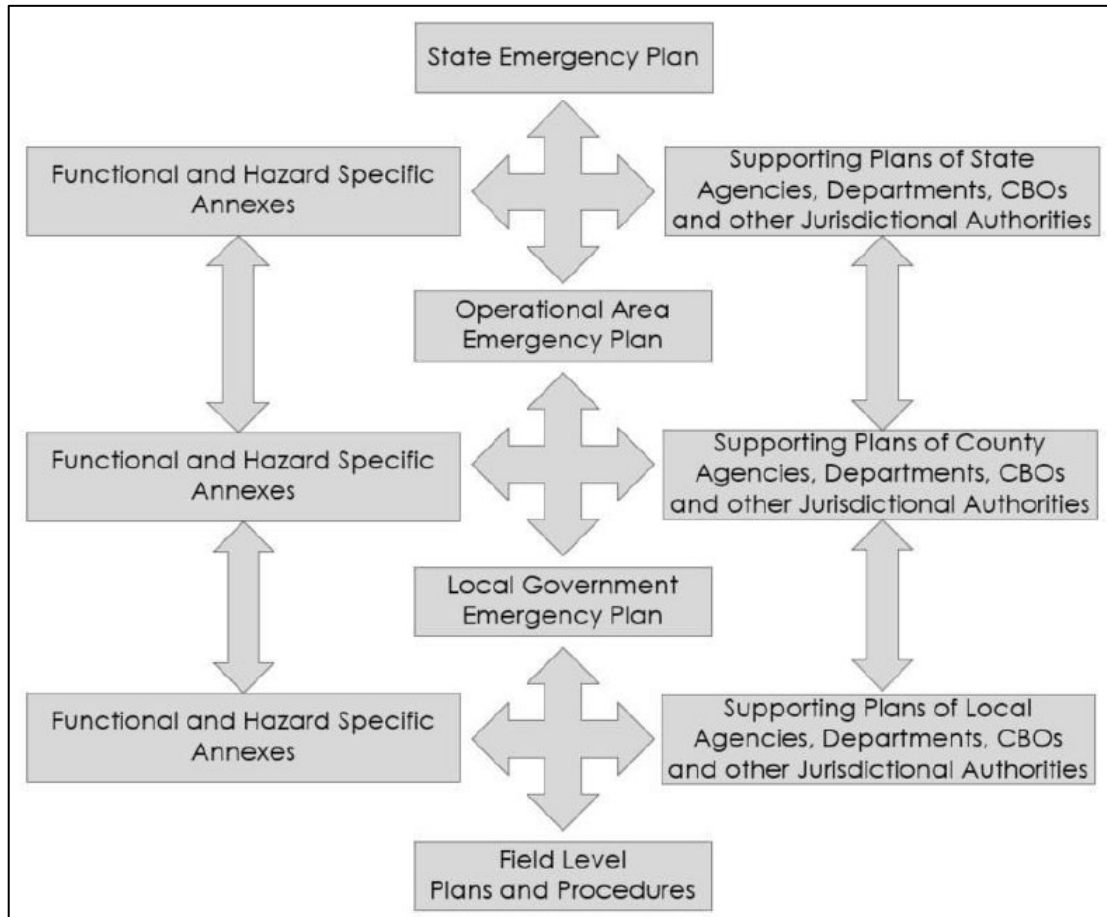 State Emergency Plan
Functional and Hazard Specific
Annexes
Supporting Plans of State
Agencies, Departments, CBOs
and other Jurisdictional Authorities
Operational Area
Emergency Plan
Functional and Hazard Specific
Annexes
Supporting Plans of County
Agencies, Departments, CBOs
and other Jurisdictional Authorities
Local Government
Emergency Plan
Functional and Hazard Specific
Annexes
Supporting Plans of Local
Agencies, Departments, CBOs
and other Jurisdictional Authorities
Field Level
Plans and Procedures